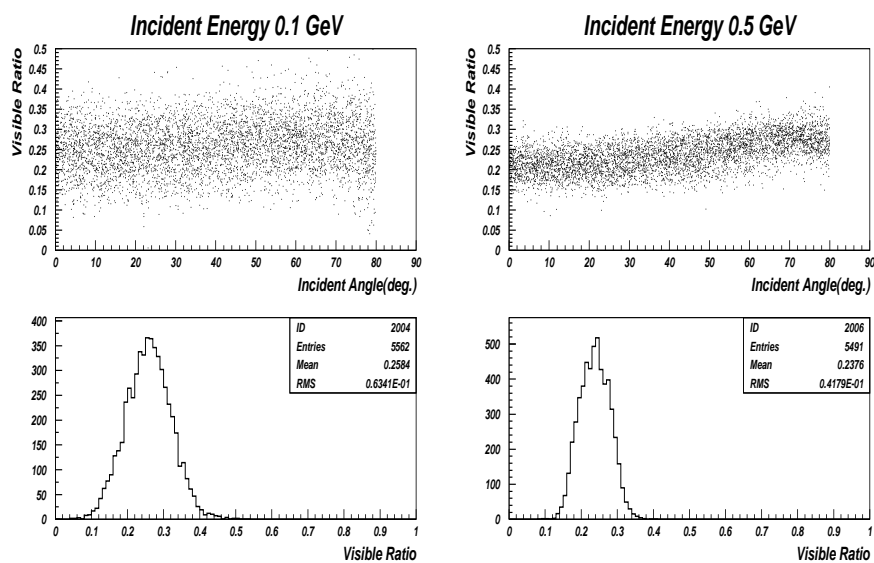 Incident Energy 0.1 GeV
Visible Ratio
0.5
0.45
0.4
0.35
0.3
0.25
0.2
0.15
0.1
0.05
0
0 10 20 30 40 50 60 70 80 90
Incident Angle(deg.)
Incident Energy 0.5 GeV
Visible Ratio
0.5
0.45
0.4
0.35
0.3
0.25
0.2
0.15
0.1
0.05
0
0 10 20 30 40 50 60 70 80 90
Incident Angle(deg.)
400
350
300
250
200
150
100
50
0
ID 2004
Entries 5562
Mean 0.2584
RMS 0.6341E-01
0 0.1 0.2 0.3 0.4 0.5 0.6 0.7 0.8 0.9 1
Visible Ratio
500
400
300
200
100
0
ID 2006
Entries 5491
Mean 0.2376
RMS 0.4179E-01
0 0.1 0.2 0.3 0.4 0.5 0.6 0.7 0.8 0.9 1
Visible Ratio